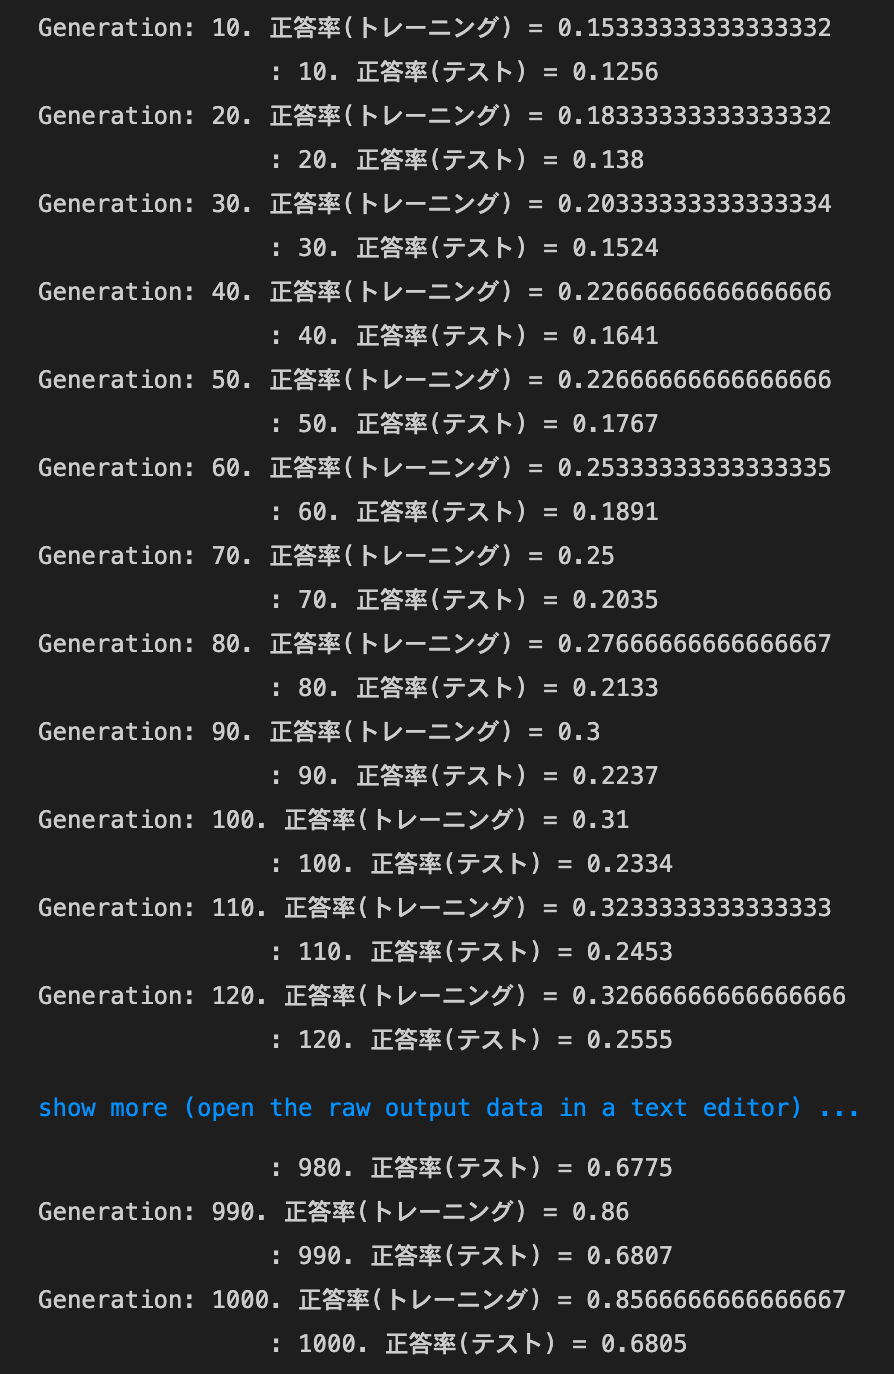 Generation: 10. 正答率(トレーニング) = 0.15333333333333332
: 10. 正答率(テスト) = 0.1256
Generation: 20. 正答率(トレーニング) = 0.18333333333333332
: 20. 正答率(テスト) = 0.138
Generation: 30. 正答率(トレーニング) = 0.20333333333333334
: 30. 正答率(テスト) = 0.1524
Generation: 40. 正答率(トレーニング) = 0.22666666666666666
: 40. 正答率(テスト) = 0.1641
Generation: 50. 正答率(トレーニング) = 0.22666666666666666
: 50. 正答率(テスト) = 0.1767
Generation: 60. 正答率(トレーニング) = 0.25333333333333335
: 60. 正答率(テスト) = 0.1891
Generation: 70. 正答率(トレーニング) = 0.25
: 70. 正答率(テスト) = 0.2035
Generation: 80. 正答率(トレーニング) = 0.27666666666666667
: 80. 正答率(テスト) = 0.2133
Generation: 90. 正答率(トレーニング) = 0.3
: 90. 正答率(テスト) = 0.2237
Generation: 100. 正答率(トレーニング) = 0.31
: 100. 正答率(テスト) = 0.2334
Generation: 110. 正答率(トレーニング) = 0.3233333333333333
: 110. 正答率(テスト) = 0.2453
Generation: 120. 正答率(トレーニング) = 0.32666666666666666
: 120. 正答率(テスト) = 0.2555
show more (open the raw output data in a text editor) ...
: 980. 正答率(テスト) = 0.6775
Generation: 990. 正答率(トレーニング) = 0.86
: 990. 正答率(テスト) = 0.6807
Generation: 1000. 正答率(トレーニング) = 0.8566666666666667
: 1000. 正答率(テスト) = 0.6805